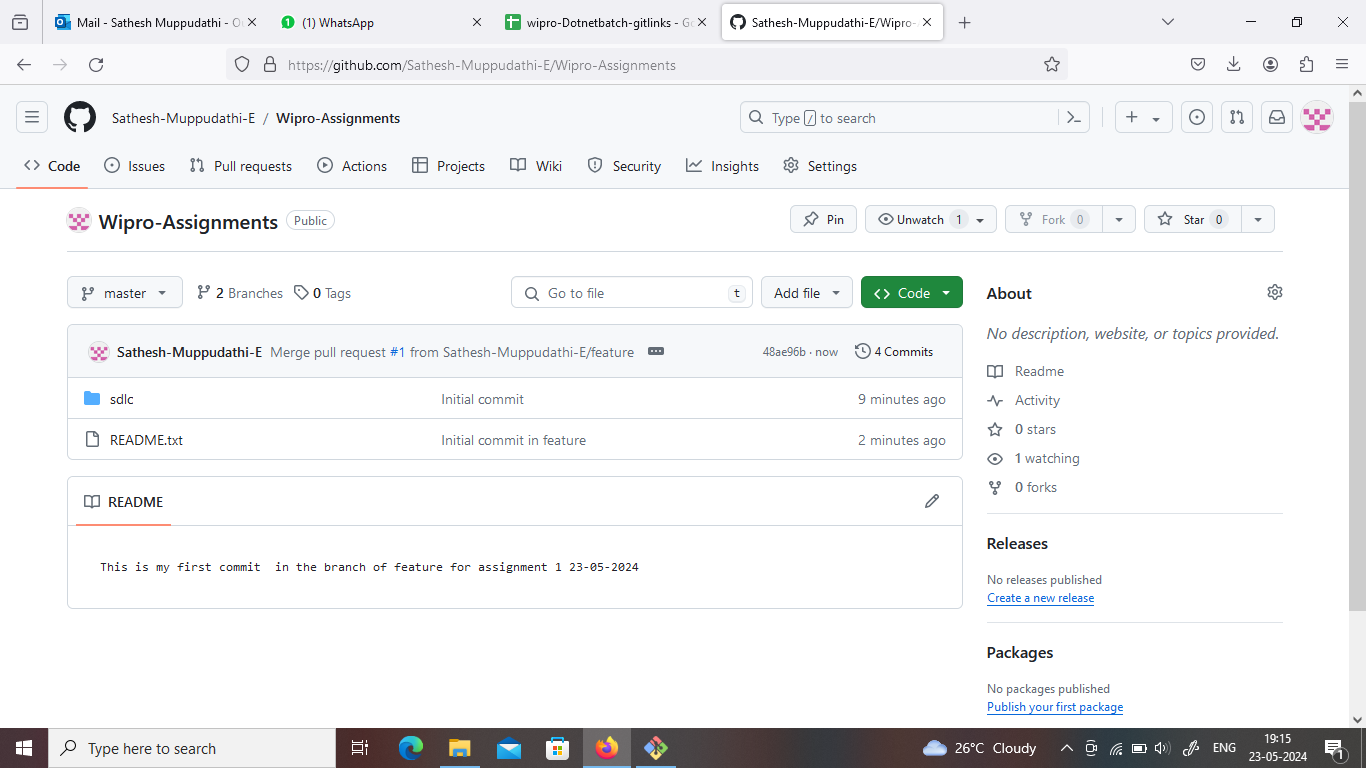 Mail - Sathesh Muppudathi - Ou
(1) WhatsApp
wipro-Dotnetbatch-gitlinks - Go
Sathesh-Muppudathi-E/Wipro-
https://github.com/Sathesh-Muppudathi-E/Wipro-Assignments
Sathesh-Muppudathi-E / Wipro-Assignments
Type / to search
Code Issues Pull requests Actions Projects Wiki Security Insights Settings
Wipro-Assignments Public
Pin Unwatch 1 Fork 0 Star 0
master 2 Branches 0 Tags Go to file t Add file Code
Sathesh-Muppudathi-E Merge pull request #1 from Sathesh-Muppudathi-E/feature 48ae96b · now 4 Commits
sdlc Initial commit 9 minutes ago
README.txt Initial commit in feature 2 minutes ago
README
This is my first commit  in the branch of feature for assignment 1 23-05-2024
About
No description, website, or topics provided.
Readme
Activity
0 stars
1 watching
0 forks
Releases
No releases published
Create a new release
Packages
No packages published
Publish your first package
Type here to search
26°C Cloudy
ENG
19:15
23-05-2024
1